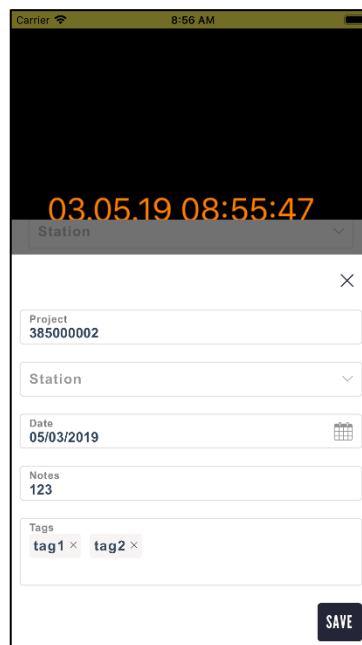 Carrier 8:56 AM
03.05.19 08:55:47
Station
Project
385000002
Station
Date
05/03/2019
Notes
123
Tags
tag1 × tag2 ×
SAVE